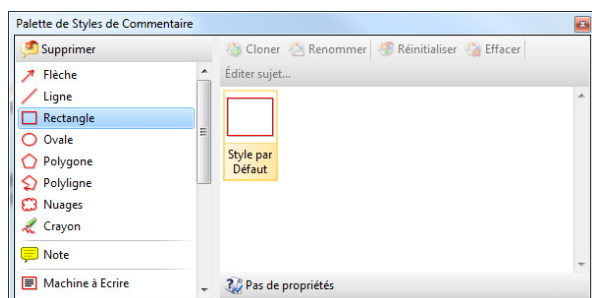 Palette de Styles de Commentaire
Supprimer
Cloner Renommer Réinitialiser Effacer
Éditer sujet...
Flèche
Ligne
Rectangle
Ovale
Polygone
Polyligne
Nuages
Crayon
Note
Machine à Ecrire
Style par
Défaut
Pas de propriétés